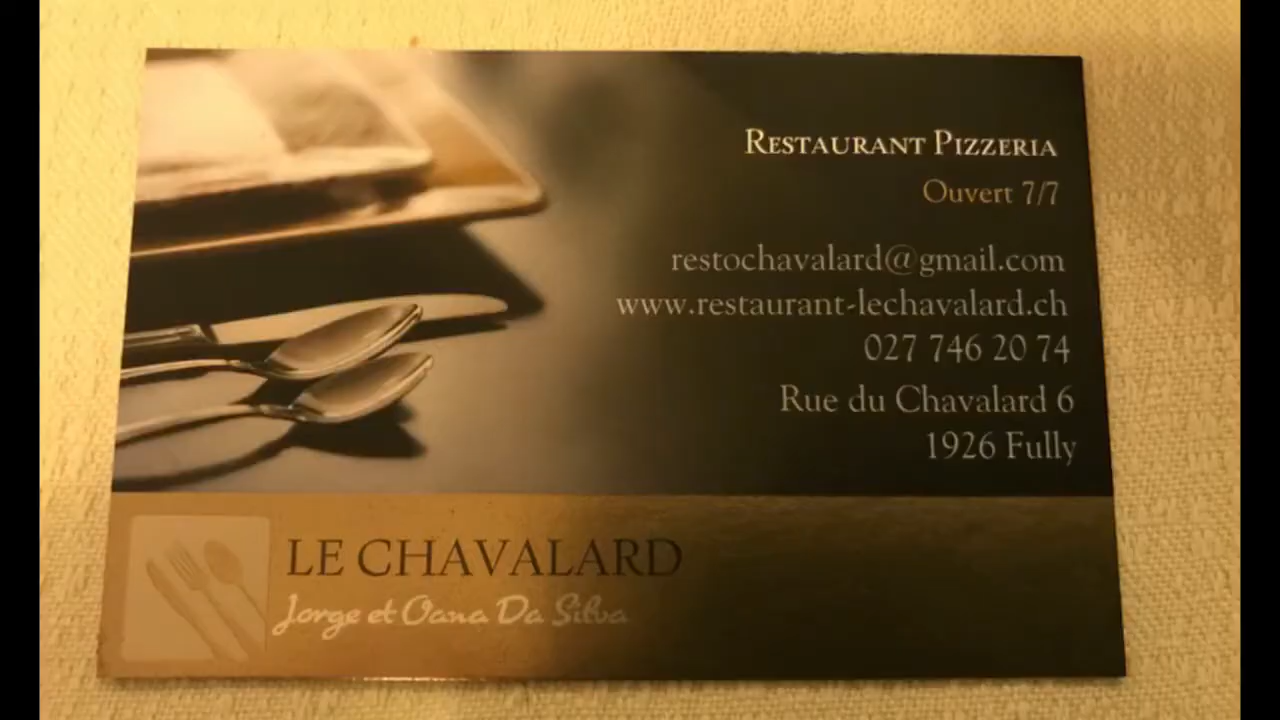 RESTAURANT PIZZERIA
Ouvert 7/7
restochavalard@gmail.com
www.restaurant-lechavalard.ch
027 746 20 74
Rue du Chavalard 6
1926 Fully
LE CHAVALARD
Jorge et Oana Da Silva